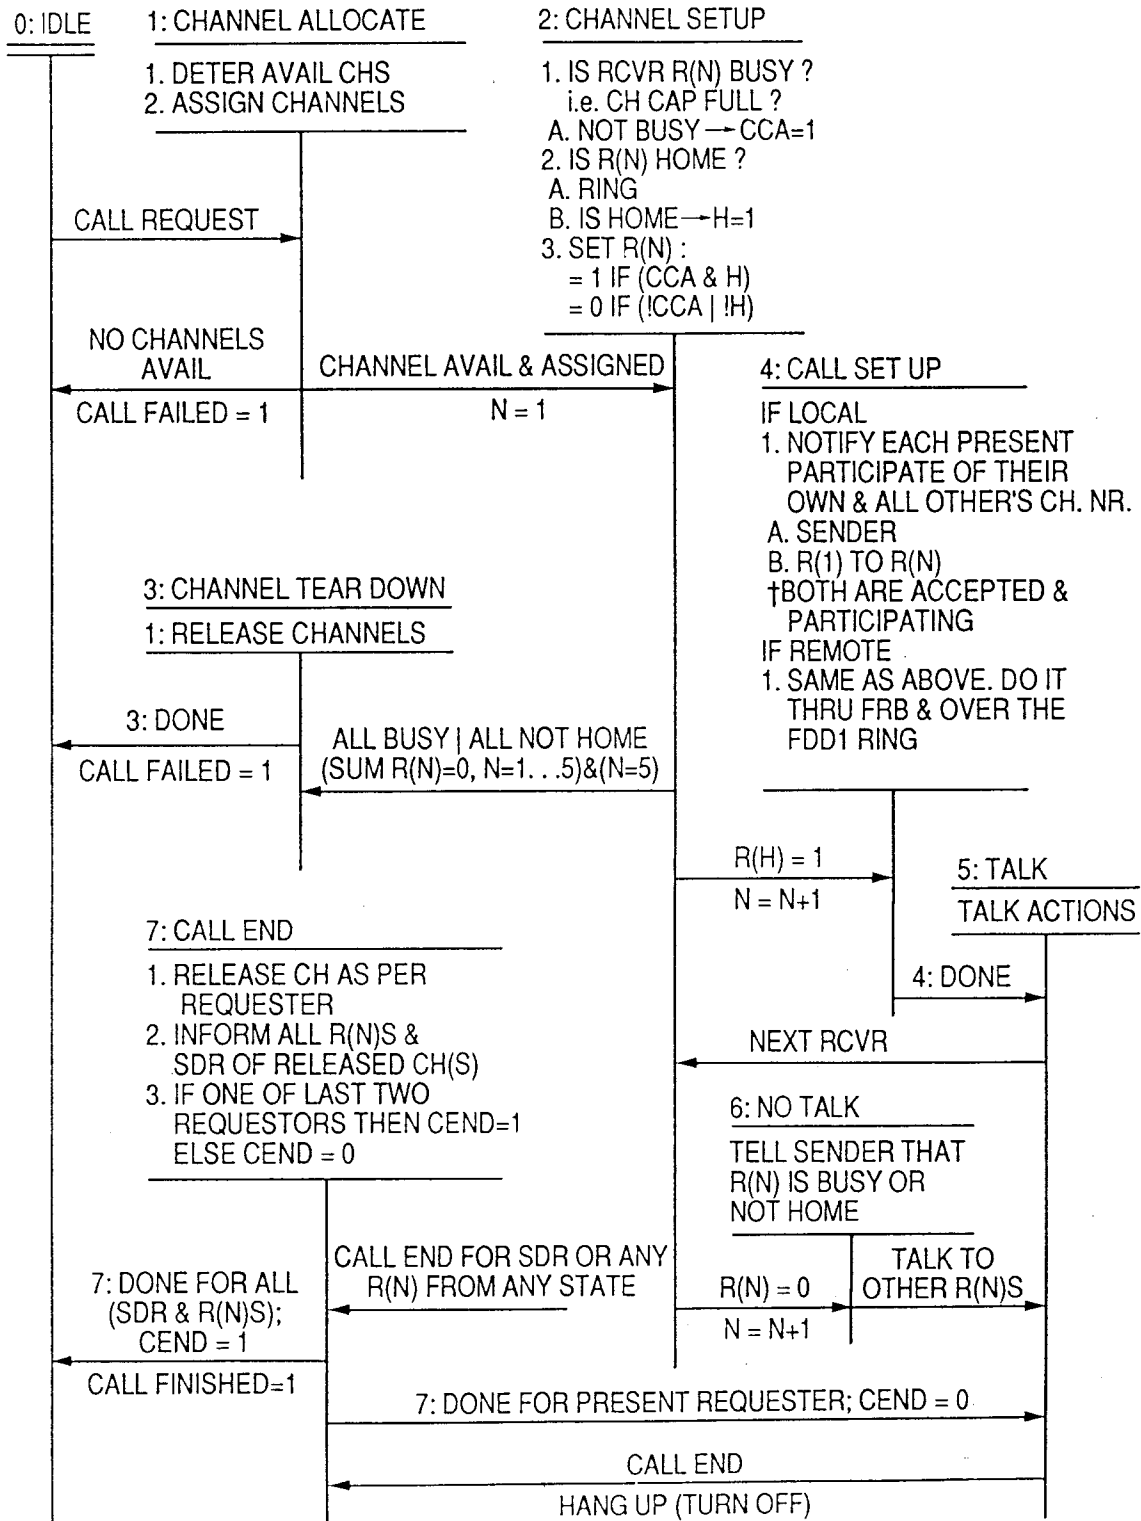 0: IDLE
1: CHANNEL ALLOCATE
1. DETER AVAIL CHS
2. ASSIGN CHANNELS
2: CHANNEL SETUP
1. IS RCVR R(N) BUSY ?
i.e. CH CAP FULL ?
A. NOT BUSY → CCA=1
2. IS R(N) HOME ?
A. RING
B. IS HOME → H=1
3. SET R(N) :
= 1 IF (CCA & H)
= 0 IF (!CCA | !H)
CALL REQUEST
NO CHANNELS
AVAIL
CALL FAILED = 1
CHANNEL AVAIL & ASSIGNED
N = 1
4: CALL SET UP
IF LOCAL
1. NOTIFY EACH PRESENT
PARTICIPATE OF THEIR
OWN & ALL OTHER'S CH. NR.
A. SENDER
B. R(1) TO R(N)
†BOTH ARE ACCEPTED &
PARTICIPATING
IF REMOTE
1. SAME AS ABOVE. DO IT
THRU FRB & OVER THE
FDD1 RING
3: CHANNEL TEAR DOWN
1: RELEASE CHANNELS
3: DONE
CALL FAILED = 1
ALL BUSY | ALL NOT HOME
(SUM R(N)=0, N=1. . .5)&(N=5)
R(H) = 1
N = N+1
5: TALK
TALK ACTIONS
4: DONE
NEXT RCVR
7: CALL END
1. RELEASE CH AS PER
REQUESTER
2. INFORM ALL R(N)S &
SDR OF RELEASED CH(S)
3. IF ONE OF LAST TWO
REQUESTORS THEN CEND=1
ELSE CEND = 0
6: NO TALK
TELL SENDER THAT
R(N) IS BUSY OR
NOT HOME
CALL END FOR SDR OR ANY
R(N) FROM ANY STATE
R(N) = 0
N = N+1
TALK TO
OTHER R(N)S
7: DONE FOR ALL
(SDR & R(N)S);
CEND = 1
CALL FINISHED=1
7: DONE FOR PRESENT REQUESTER; CEND = 0
CALL END
HANG UP (TURN OFF)